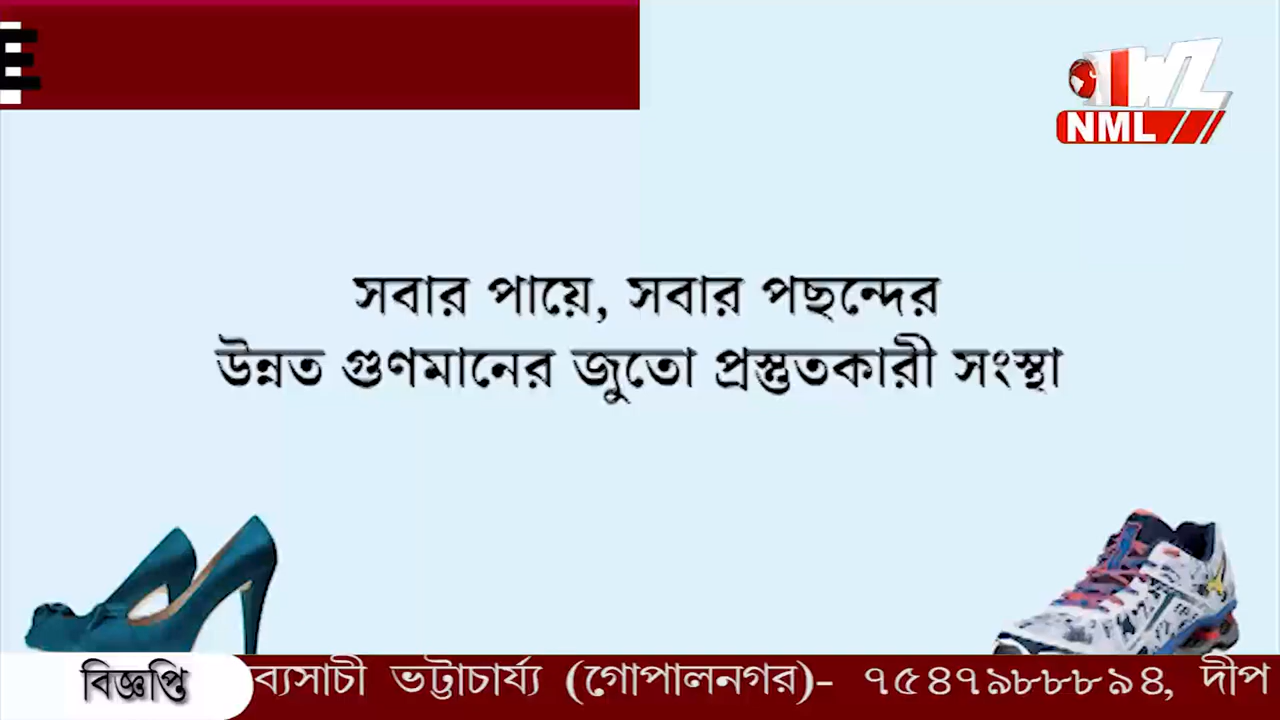 NML
সবার পায়ে, সবার পছন্দের
উন্নত গুণমানের জুতো প্রস্তুতকারী সংস্থা
বিজ্ঞপ্তি
ব্যসাচী ভট্টাচার্য্য (গোপালনগর)- ৭৫৪৭৯৮৮৮৯৪, দীপ